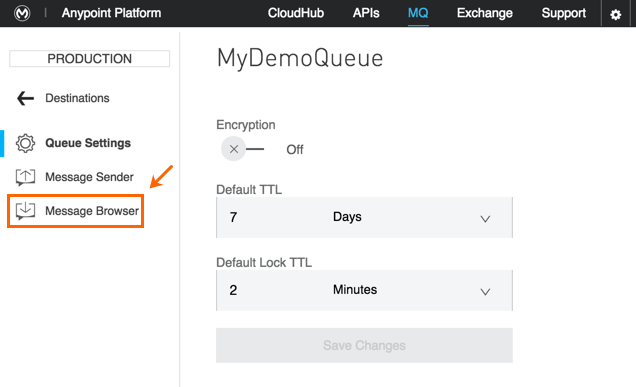 Anypoint Platform CloudHub APIs MQ Exchange Support
PRODUCTION
Destinations
Queue Settings
Message Sender
Message Browser
MyDemoQueue
Encryption
Off
Default TTL
7 Days
Default Lock TTL
2 Minutes
Save Changes